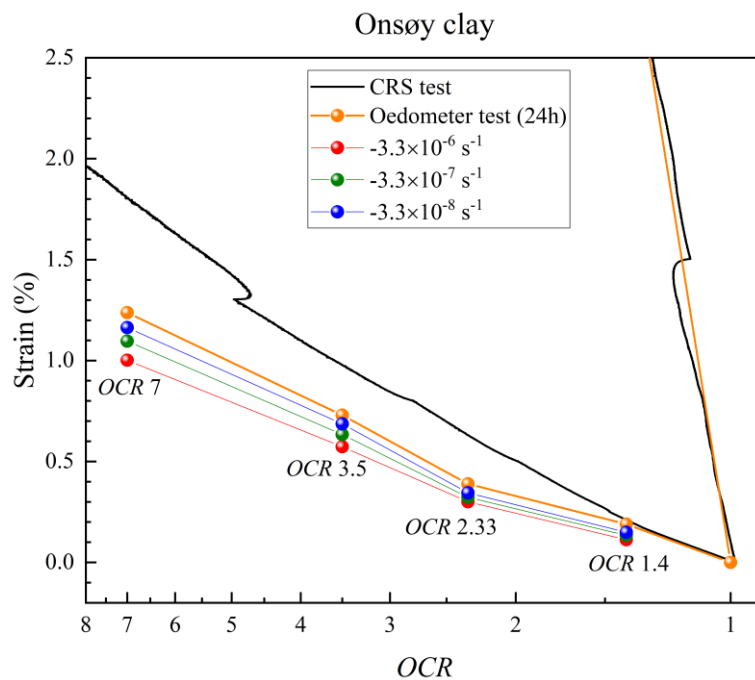 Onsøy clay
CRS test
Oedometer test (24h)
-3.3×10⁻⁶ s⁻¹
-3.3×10⁻⁷ s⁻¹
-3.3×10⁻⁸ s⁻¹
Strain (%)
2.5
2.0
1.5
1.0
0.5
0.0
OCR 7
OCR 3.5
OCR 2.33
OCR 1.4
8 7 6 5 4 3 2 1
OCR